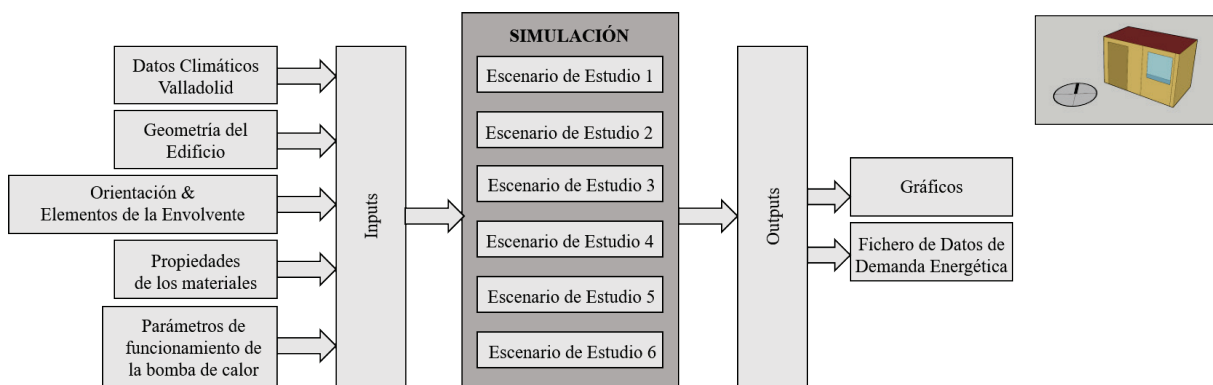 Datos Climáticos
Valladolid
Geometría del
Edificio
Orientación &
Elementos de la Envolvente
Propiedades
de los materiales
Parámetros de
funcionamiento de
la bomba de calor
Inputs
SIMULACIÓN
Escenario de Estudio 1
Escenario de Estudio 2
Escenario de Estudio 3
Escenario de Estudio 4
Escenario de Estudio 5
Escenario de Estudio 6
Outputs
Gráficos
Fichero de Datos de
Demanda Energética